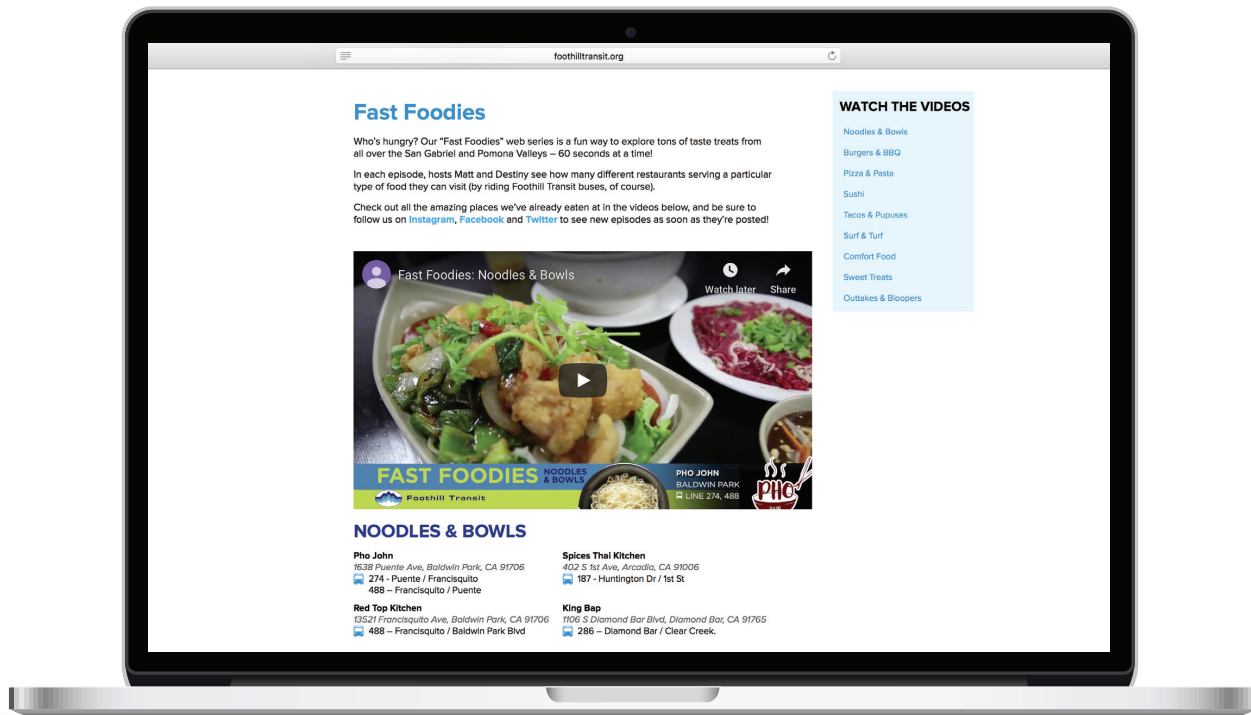 foothilltransit.org
Fast Foodies
Who's hungry? Our "Fast Foodies" web series is a fun way to explore tons of taste treats from
all over the San Gabriel and Pomona Valleys – 60 seconds at a time!
In each episode, hosts Matt and Destiny see how many different restaurants serving a particular
type of food they can visit (by riding Foothill Transit buses, of course).
Check out all the amazing places we've already eaten at in the videos below, and be sure to
follow us on Instagram, Facebook and Twitter to see new episodes as soon as they're posted!
WATCH THE VIDEOS
Noodles & Bowls
Burgers & BBQ
Pizza & Pasta
Sushi
Tacos & Pupusas
Surf & Turf
Comfort Food
Sweet Treats
Outtakes & Bloopers
Fast Foodies: Noodles & Bowls
Watch later
Share
FAST FOODIES
NOODLES
& BOWLS
Foothill Transit
PHO JOHN
BALDWIN PARK
LINE 274, 488
PHO
NOODLES & BOWLS
Pho John
1638 Puente Ave, Baldwin Park, CA 91706
274 - Puente / Francisquito
488 – Francisquito / Puente
Spices Thai Kitchen
402 S 1st Ave, Arcadia, CA 91006
187 - Huntington Dr / 1st St
Red Top Kitchen
13521 Francisquito Ave, Baldwin Park, CA 91706
488 – Francisquito / Baldwin Park Blvd
King Bap
1106 S Diamond Bar Blvd, Diamond Bar, CA 91765
286 – Diamond Bar / Clear Creek.